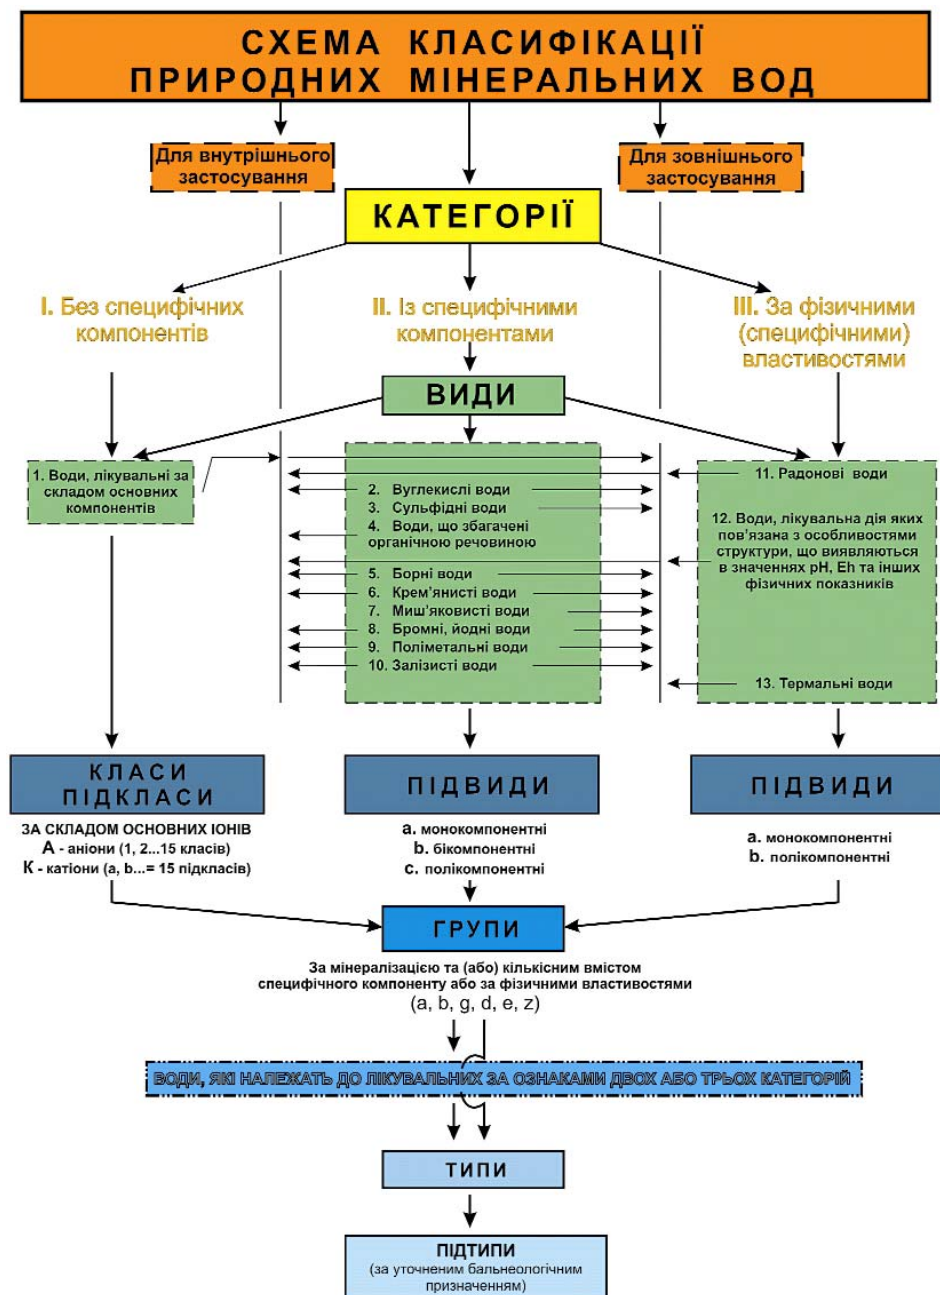 СХЕМА КЛАСИФІКАЦІЇ
ПРИРОДНИХ МІНЕРАЛЬНИХ ВОД
Для внутрішнього
застосування
Для зовнішнього
застосування
КАТЕГОРІЇ
І. Без специфічних
компонентів
ІІ. Із специфічними
компонентами
ІІІ. За фізичними
(специфічними)
властивостями
ВИДИ
1. Води, лікувальні за
складом основних
компонентів
2. Вуглекислі води
3. Сульфідні води
4. Води, що збагачені
органічною речовиною
5. Борні води
6. Крем'янисті води
7. Миш'яковисті води
8. Бромні, йодні води
9. Поліметальні води
10. Залізисті води
11. Радонові води
12. Води, лікувальна дія яких
пов'язана з особливостями
структури, що виявляються
в значеннях pH, Eh та інших
фізичних показників
13. Термальні води
КЛАСИ
ПІДКЛАСИ
ЗА СКЛАДОМ ОСНОВНИХ ІОНІВ
А - аніони (1, 2...15 класів)
К - катіони (a, b...= 15 підкласів)
ПІДВИДИ
a. монокомпонентні
b. бікомпонентні
c. полікомпонентні
ПІДВИДИ
a. монокомпонентні
b. полікомпонентні
ГРУПИ
За мінералізацією та (або) кількісним вмістом
специфічного компоненту або за фізичними властивостями
(a, b, g, d, e, z)
ВОДИ, ЯКІ НАЛЕЖАТЬ ДО ЛІКУВАЛЬНИХ ЗА ОЗНАКАМИ ДВОХ АБО ТРЬОХ КАТЕГОРІЙ
ТИПИ
ПІДТИПИ
(за уточненим бальнеологічним
призначенням)